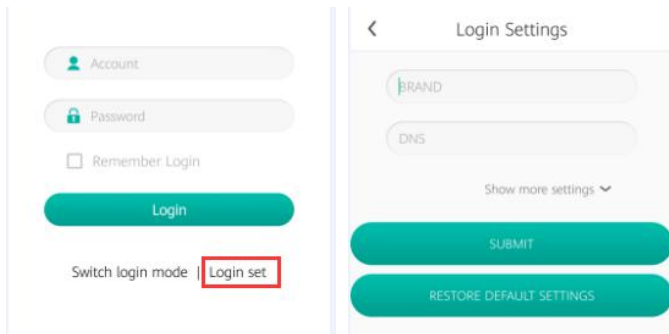 Account
Password
Remember Login
Login
Switch login mode | Login set
Login Settings
BRAND
DNS
Show more settings
SUBMIT
RESTORE DEFAULT SETTINGS